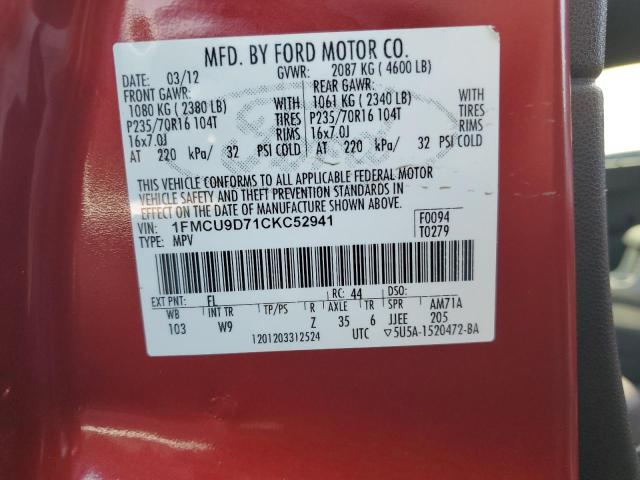 MFD. BY FORD MOTOR CO.
DATE: 03/12 GVWR: 2087 KG ( 4600 LB)
FRONT GAWR: REAR GAWR:
1080 KG ( 2380 LB) WITH 1061 KG ( 2340 LB) WITH
P235/70R16 104T TIRES P235/70R16 104T TIRES
16x7.0J RIMS 16x7.0J RIMS
AT 220 kPa/ 32 PSI COLD AT 220 kPa/ 32 PSI COLD
THIS VEHICLE CONFORMS TO ALL APPLICABLE FEDERAL MOTOR
VEHICLE SAFETY AND THEFT PREVENTION STANDARDS IN
EFFECT ON THE DATE OF MANUFACTURE SHOWN ABOVE.
VIN: 1FMCU9D71CKC52941 F0094
TYPE: MPV T0279
EXT PNT: FL RC: 44 DSO:
WB INT TR TP/PS R AXLE TR SPR AM71A
103 W9 Z 35 6 JJEE 205
1201203312524 UTC ▽5U5A-1520472-BA